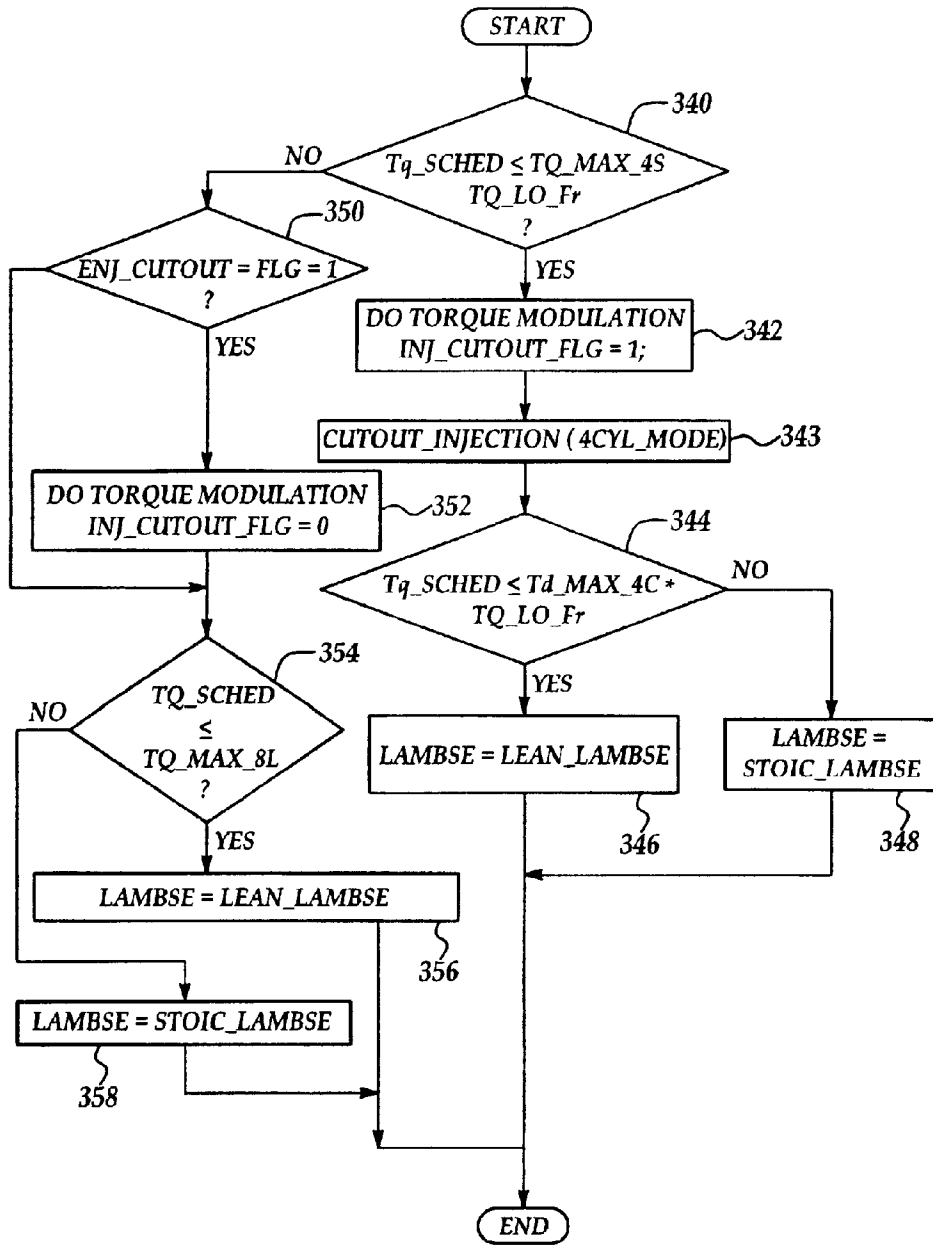 START
340
Tq_SCHED ≤ TQ_MAX_4S
TQ_LO_Fr
?
NO
YES
350
ENJ_CUTOUT = FLG = 1
?
YES
DO TORQUE MODULATION
INJ_CUTOUT_FLG = 1;
342
CUTOUT_INJECTION ( 4CYL_MODE)
343
DO TORQUE MODULATION
INJ_CUTOUT_FLG = 0
352
344
Tq_SCHED ≤ Td_MAX_4C *
TQ_LO_Fr
NO
YES
354
TQ_SCHED
≤
TQ_MAX_8L
?
NO
YES
LAMBSE = LEAN_LAMBSE
346
LAMBSE =
STOIC_LAMBSE
348
LAMBSE = LEAN_LAMBSE
356
LAMBSE = STOIC_LAMBSE
358
END